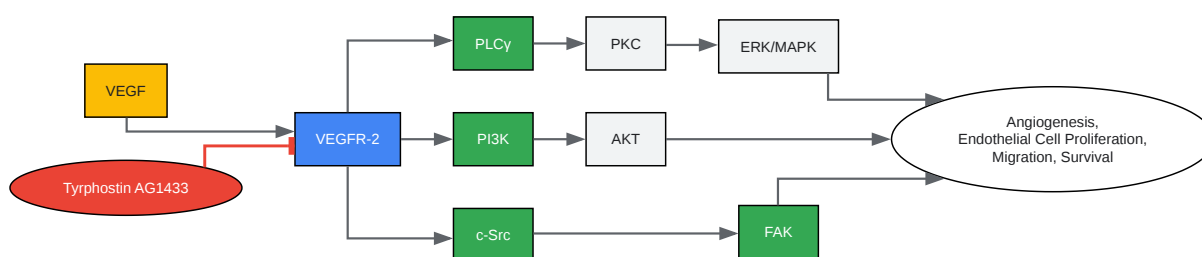 PLCγ
PKC
ERK/MAPK
VEGF
VEGFR-2
PI3K
AKT
Angiogenesis,
Endothelial Cell Proliferation,
Migration, Survival
Tyrphostin AG1433
c-Src
FAK